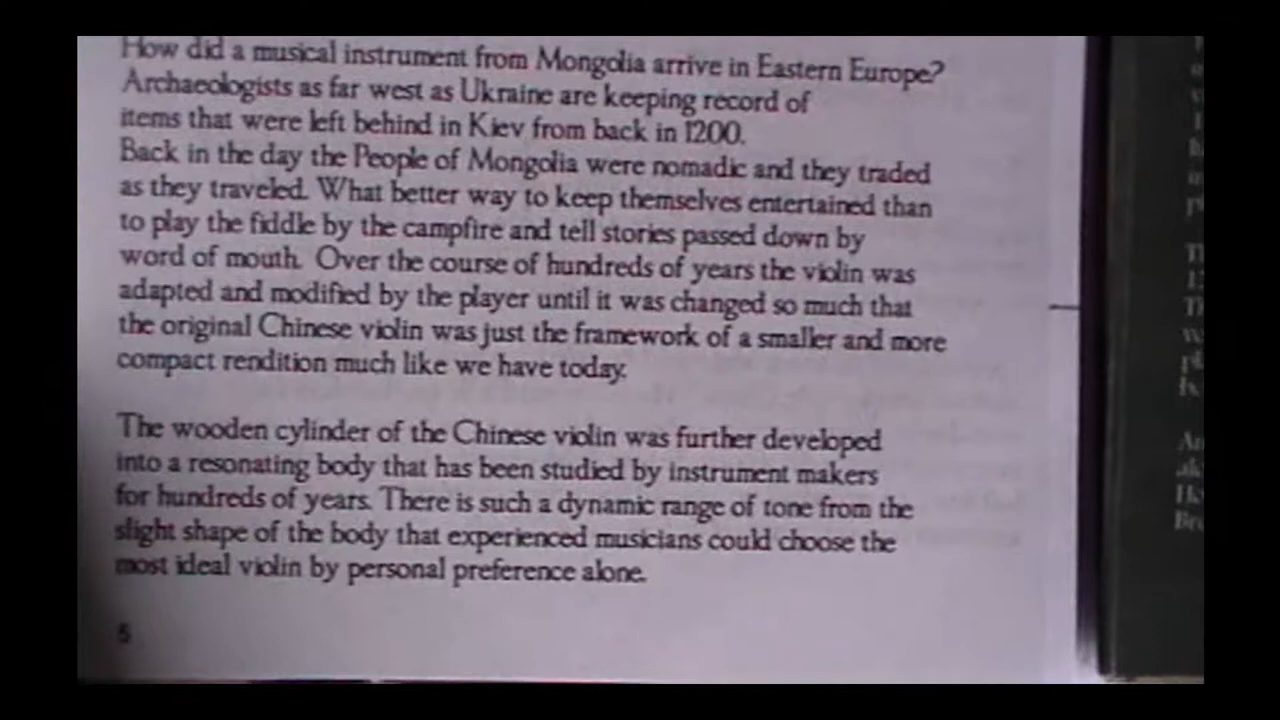 How did a musical instrument from Mongolia arrive in Eastern Europe?
Archaeologists as far west as Ukraine are keeping record of
items that were left behind in Kiev from back in 1200.
Back in the day the People of Mongolia were nomadic and they traded
as they traveled. What better way to keep themselves entertained than
to play the fiddle by the campfire and tell stories passed down by
word of mouth. Over the course of hundreds of years the violin was
adapted and modified by the player until it was changed so much that
the original Chinese violin was just the framework of a smaller and more
compact rendition much like we have today.
The wooden cylinder of the Chinese violin was further developed
into a resonating body that has been studied by instrument makers
for hundreds of years. There is such a dynamic range of tone from the
slight shape of the body that experienced musicians could choose the
most ideal violin by personal preference alone.
5